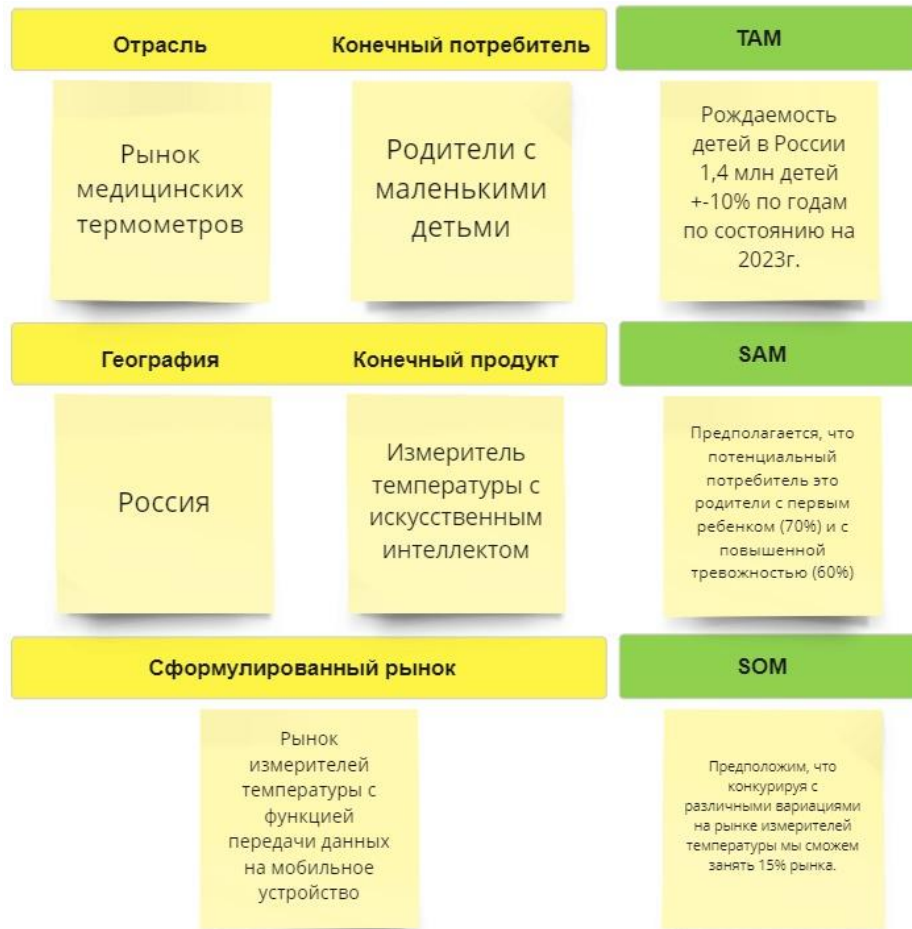 Отрасль
Конечный потребитель
TAM
Рынок
медицинских
термометров
Родители с
маленькими
детьми
Рождаемость
детей в России
1,4 млн детей
+-10% по годам
по состоянию на
2023г.
География
Конечный продукт
SAM
Россия
Измеритель
температуры с
искусственным
интеллектом
Предполагается, что
потенциальный
потребитель это
родители с первым
ребенком (70%) и с
повышенной
тревожностью (60%)
Сформулированный рынок
SOM
Рынок
измерителей
температуры с
функцией
передачи данных
на мобильное
устройство
Предположим, что
конкурируя с
различными вариациями
на рынке измерителей
температуры мы сможем
занять 15% рынка.